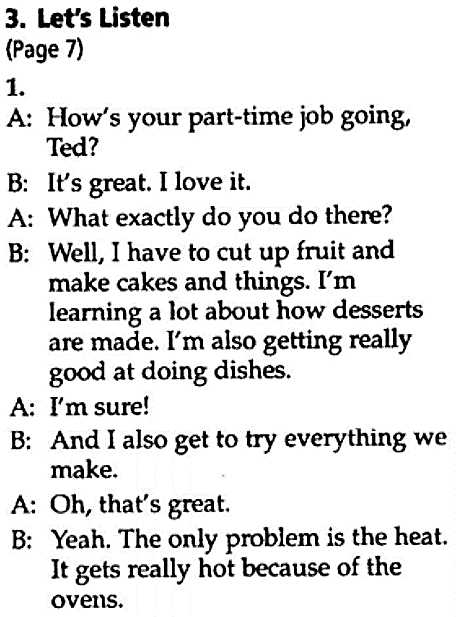 3. Let's Listen
(Page 7)
1.
A: How's your part-time job going,
Ted?
B: It's great. I love it.
A: What exactly do you do there?
B: Well, I have to cut up fruit and
make cakes and things. I'm
learning a lot about how desserts
are made. I'm also getting really
good at doing dishes.
A: I'm sure!
B: And I also get to try everything we
make.
A: Oh, that's great.
B: Yeah. The only problem is the heat.
It gets really hot because of the
ovens.